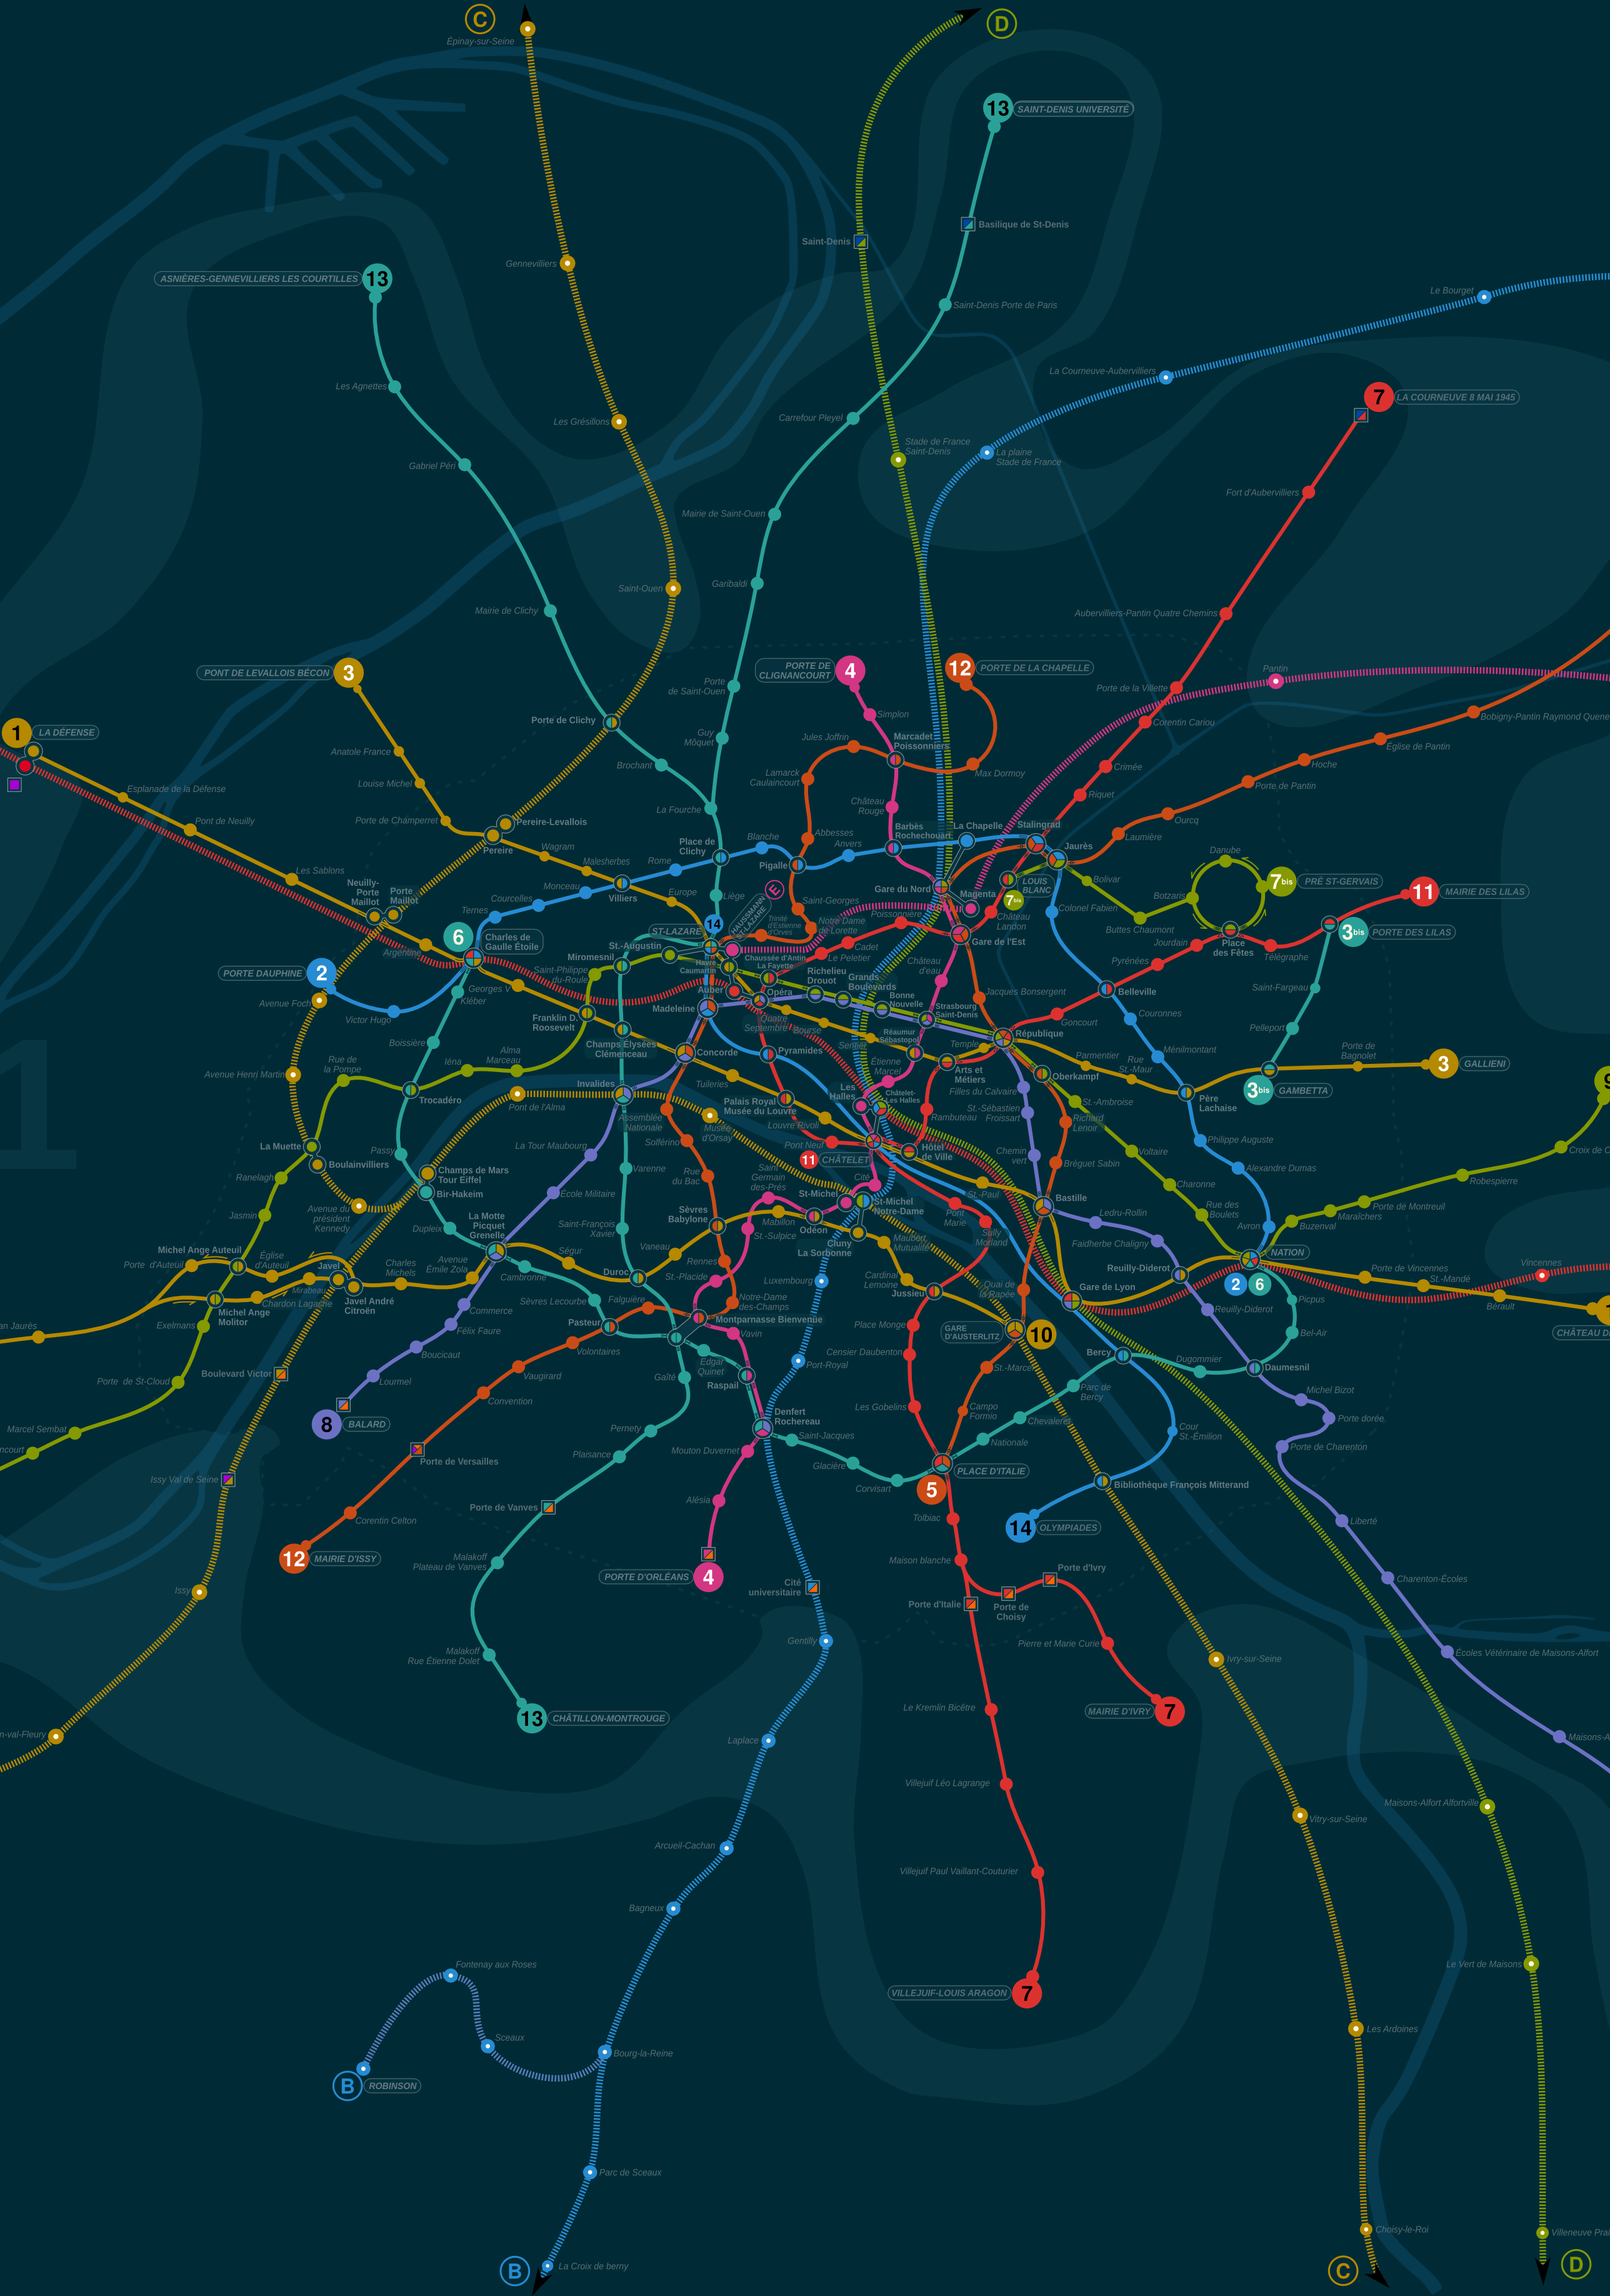 C
Épinay-sur-Seine
D
13
SAINT-DENIS UNIVERSITÉ
Basilique de St-Denis
Saint-Denis
Gennevilliers
ASNIÈRES-GENNEVILLIERS LES COURTILLES
13
Le Bourget
Saint-Denis Porte de Paris
La Courneuve-Aubervilliers
Les Agnettes
7
LA COURNEUVE 8 MAI 1945
Les Grésillons
Carrefour Pleyel
Stade de France
Saint-Denis
La plaine
Stade de France
Gabriel Péri
Fort d'Aubervilliers
Mairie de Saint-Ouen
Garibaldi
Saint-Ouen
Mairie de Clichy
Aubervilliers-Pantin Quatre Chemins
PONT DE LEVALLOIS BÉCON
3
PORTE DE
CLIGNANCOURT
4
12
PORTE DE LA CHAPELLE
Pantin
Porte
de Saint-Ouen
Porte de la Villette
Simplon
Porte de Clichy
Corentin Cariou
Bobigny-Pantin Raymond Quene
1
LA DÉFENSE
Guy
Môquet
Jules Joffrin
Marcadet
Poissonniers
Église de Pantin
Anatole France
Brochant
Hoche
Lamarck
Caulaincourt
Max Dormoy
Crimée
Louise Michel
Porte de Pantin
Esplanade de la Défense
Riquet
La Fourche
Château
Rouge
Porte de Champerret
Pont de Neuilly
Pereire-Levallois
Ourcq
Barbès
Rochechouart
La Chapelle
Stalingrad
Laumière
Place de
Clichy
Blanche
Abbesses
Anvers
Jaurès
Pereire
Wagram
Malesherbes
Rome
Pigalle
Danube
Les Sablons
Monceau
Villiers
Europe
Liège
E
Gare du Nord
Magenta
LOUIS
BLANC
7bis
Bolivar
Botzaris
7bis
PRÉ ST-GERVAIS
11
MAIRIE DES LILAS
Neuilly-
Porte
Maillot
Porte
Maillot
Courcelles
Ternes
HAUSSMANN
ST-LAZARE
Saint-Georges
Poissonnière
Château
Landon
Colonel Fabien
Buttes Chaumont
14
ST-LAZARE
Trinité
d'Estienne
d'Orves
Notre Dame
de Lorette
6
Charles de
Gaulle Étoile
Gare de l'Est
Jourdain
Place
des Fêtes
Télégraphe
3bis
PORTE DES LILAS
Argentine
St.-Augustin
Miromesnil
Havre
Caumartin
Chaussée d'Antin
La Fayette
Cadet
Le Peletier
Pyrénées
PORTE DAUPHINE
2
Saint-Philippe
du-Roule
Richelieu
Drouot
Grands
Boulevards
Château
d'eau
Saint-Fargeau
Avenue Foch
Georges V
Kléber
Auber
Opéra
Bonne
Nouvelle
Jacques Bonsergent
Belleville
Victor Hugo
Franklin D.
Roosevelt
Madeleine
Strasbourg
Saint-Denis
Goncourt
Couronnes
Quatre
Septembre
Bourse
Sentier
Réaumur
Sébastopol
République
Pelleport
Boissière
Champs Élysées
Clémenceau
Concorde
Pyramides
Temple
Ménilmontant
Rue de
la Pompe
Iéna
Alma
Marceau
Étienne
Marcel
Arts et
Métiers
Parmentier
Rue
St.-Maur
Porte de
Bagnolet
3
GALLIENI
Avenue Henri Martin
Trocadéro
Invalides
Tuileries
Oberkampf
3bis
GAMBETTA
Pont de l'Alma
Palais Royal
Musée du Louvre
Les
Halles
Châtelet-
Les Halles
Filles du Calvaire
Père
Lachaise
Assemblée
Nationale
Musée
d'Orsay
Louvre Rivoli
Rambuteau
St.-Sébastien
Froissart
St.-Ambroise
Richard
Lenoir
La Muette
Passy
La Tour Maubourg
Solférino
Pont Neuf
11
CHÂTELET
Hôtel
de Ville
Chemin
vert
Voltaire
Philippe Auguste
Boulainvilliers
Champs de Mars
Tour Eiffel
Varenne
Rue
du Bac
Saint
Germain
des-Prés
Cité
Bréguet Sabin
Alexandre Dumas
Croix de C
Ranelagh
Bir-Hakeim
École Militaire
St-Michel
St-Michel
Notre-Dame
St.-Paul
Bastille
Charonne
Robespierre
Avenue du
président
Kennedy
La Motte
Picquet
Grenelle
Sèvres
Babylone
Mabillon
Odéon
Pont
Marie
Rue des
Boulets
Porte de Montreuil
Jasmin
Dupleix
Saint-François
Xavier
St.-Sulpice
Cluny
La Sorbonne
Maubert
Mutualité
Sully
Morland
Ledru-Rollin
Avron
Buzenval
Maraîchers
Michel Ange Auteuil
Église
d'Auteuil
Vaneau
Rennes
Faidherbe Chaligny
NATION
Porte d'Auteuil
Javel
Charles
Michels
Avenue
Émile Zola
Ségur
Duroc
St.-Placide
Luxembourg
Cardinal
Lemoine
Quai de
la Rapée
Gare de Lyon
Reuilly-Diderot
2
6
Porte de Vincennes
St.-Mandé
Vincennes
Mirabeau
Cambronne
Jussieu
Michel Ange
Molitor
Chardon Lagache
Javel André
Citroën
Commerce
Sèvres Lecourbe
Falguière
Notre-Dame
des-Champs
Picpus
Bérault
Reuilly-Diderot
an Jaurès
Exelmans
Félix Faure
Pasteur
Montparnasse Bienvenüe
Vavin
Place Monge
GARE
D'AUSTERLITZ
10
Bel-Air
CHÂTEAU D
Boucicaut
Volontaires
Edgar
Quinet
Port-Royal
Censier Daubenton
St.-Marcel
Bercy
Dugommier
Daumesnil
Boulevard Victor
Vaugirard
Gaîté
Raspail
Parc de
Bercy
Michel Bizot
Porte de St-Cloud
Lourmel
Convention
Les Gobelins
Campo
Formio
Chevaleret
Porte dorée
8
BALARD
Denfert
Rochereau
Cour
St.-Émilion
Marcel Sembat
Pernety
Saint-Jacques
Nationale
Porte de Charenton
ncourt
Porte de Versailles
Plaisance
Mouton Duvernet
Glacière
PLACE D'ITALIE
Issy Val de Seine
Corvisart
5
Bibliothèque François Mitterrand
Porte de Vanves
Alésia
Corentin Celton
Tolbiac
14
OLYMPIADES
Liberté
12
MAIRIE D'ISSY
Malakoff
Plateau de Vanves
PORTE D'ORLÉANS
4
Maison blanche
Porte d'Ivry
Charenton-Écoles
Issy
Cité
universitaire
Porte d'Italie
Porte de
Choisy
Gentilly
Pierre et Marie Curie
Malakoff
Rue Étienne Dolet
Ivry-sur-Seine
Écoles Vétérinaire de Maisons-Alfort
13
CHÂTILLON-MONTROUGE
Le Kremlin Bicêtre
MAIRIE D'IVRY
7
n-val-Fleury
Laplace
Maisons-A
Villejuif Léo Lagrange
Maisons-Alfort Alfortville
Vitry-sur-Seine
Arcueil-Cachan
Villejuif Paul Vaillant-Couturier
Bagneux
Fontenay aux Roses
Le Vert de Maisons
VILLEJUIF-LOUIS ARAGON
7
Les Ardoines
Sceaux
Bourg-la-Reine
B
ROBINSON
Parc de Sceaux
Choisy-le-Roi
Villeneuve Prai
B
La Croix de berny
C
D